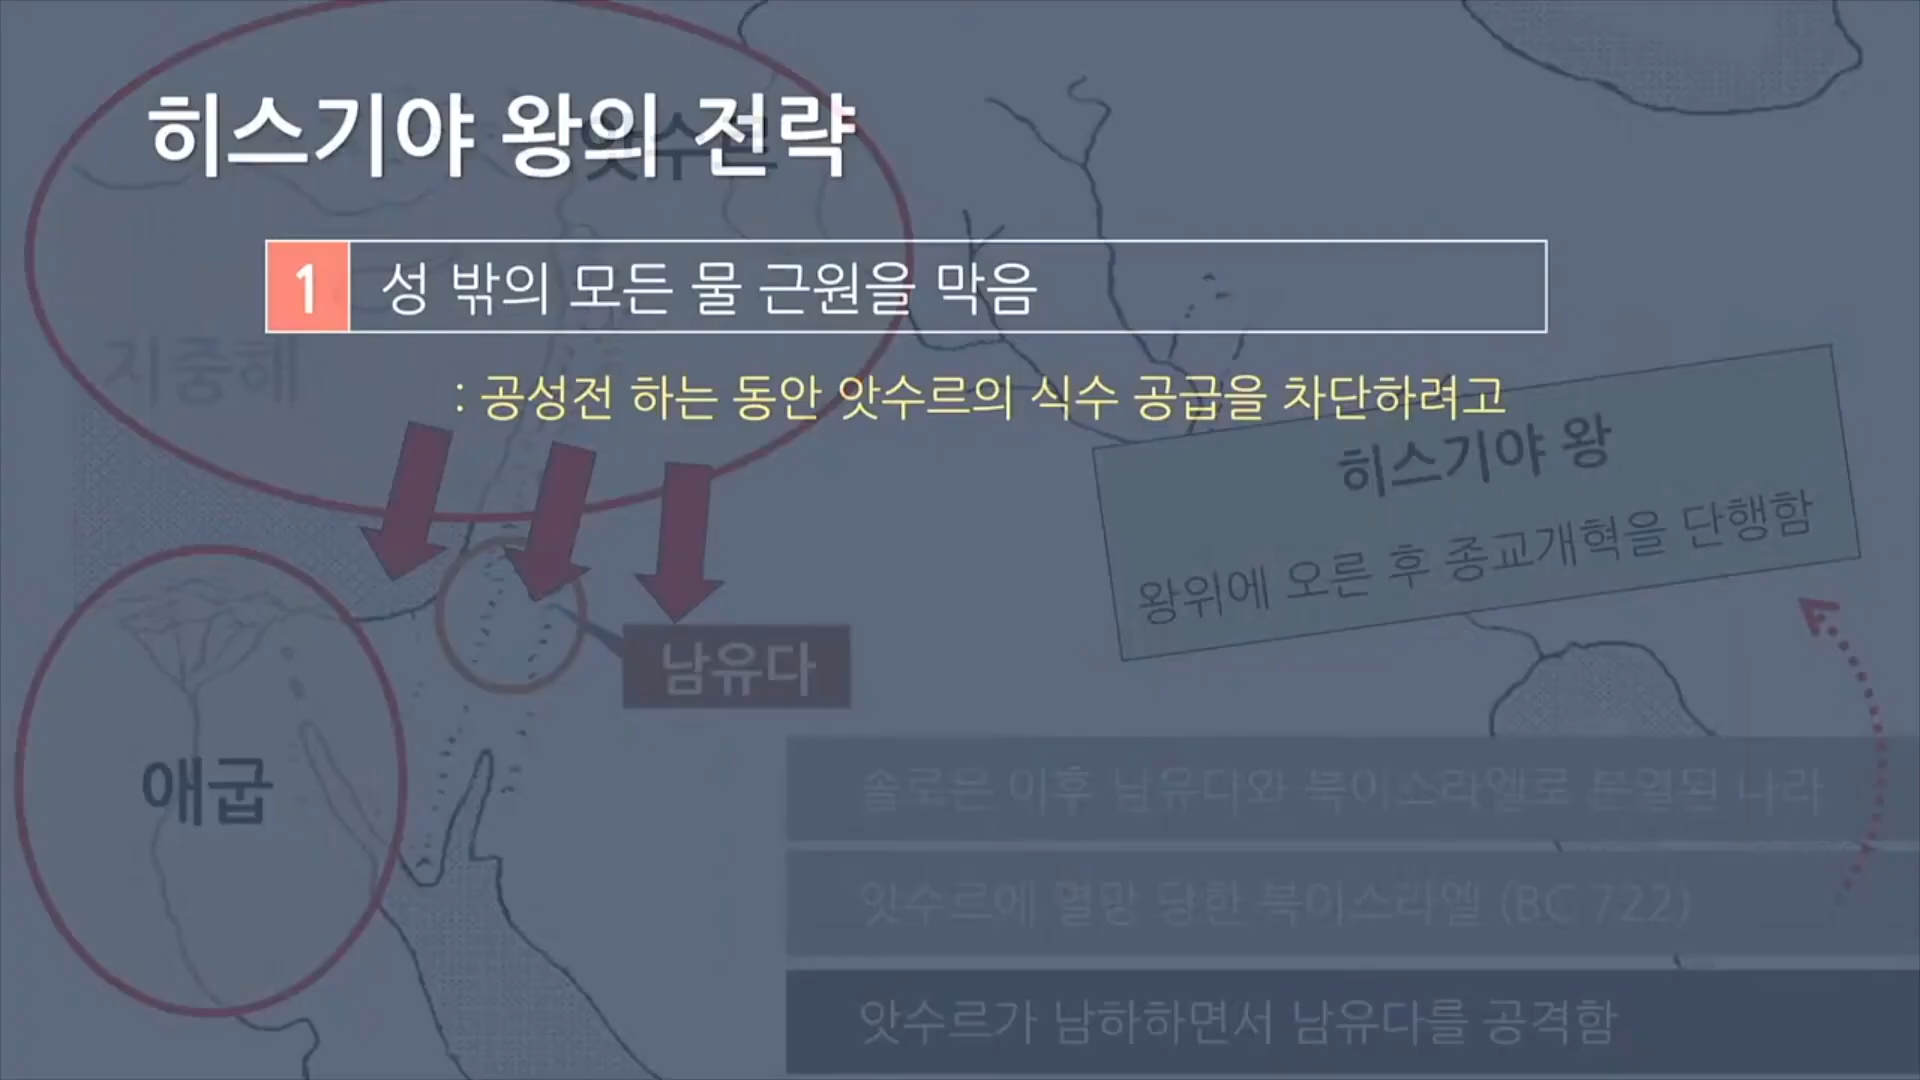 히스기야 왕의 전략
앗수르
1 성 밖의 모든 물 근원을 막음
지중해
: 공성전 하는 동안 앗수르의 식수 공급을 차단하려고
히스기야 왕
왕위에 오른 후 종교개혁을 단행함
남유다
애굽
솔로몬 이후 남유다와 북이스라엘로 분열된 나라
앗수르에 멸망 당한 북이스라엘 (BC 722)
앗수르가 남하하면서 남유다를 공격함